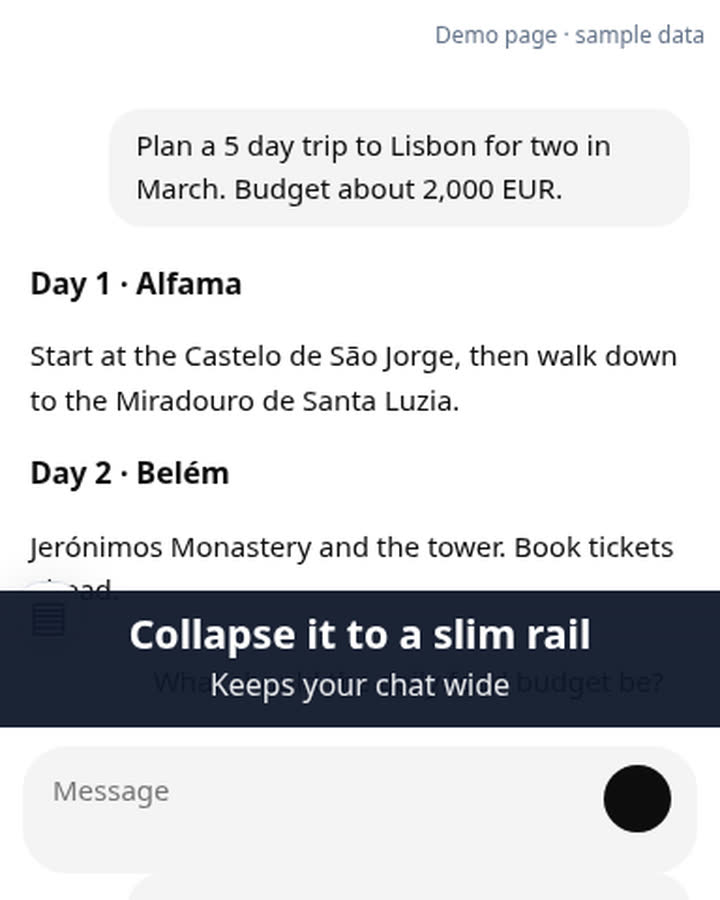 Demo page · sample data
Plan a 5 day trip to Lisbon for two in
March. Budget about 2,000 EUR.
Day 1 · Alfama
Start at the Castelo de São Jorge, then walk down
to the Miradouro de Santa Luzia.
Day 2 · Belém
Jerónimos Monastery and the tower. Book tickets
Collapse it to a slim rail
Keeps your chat wide
budget be?
Message